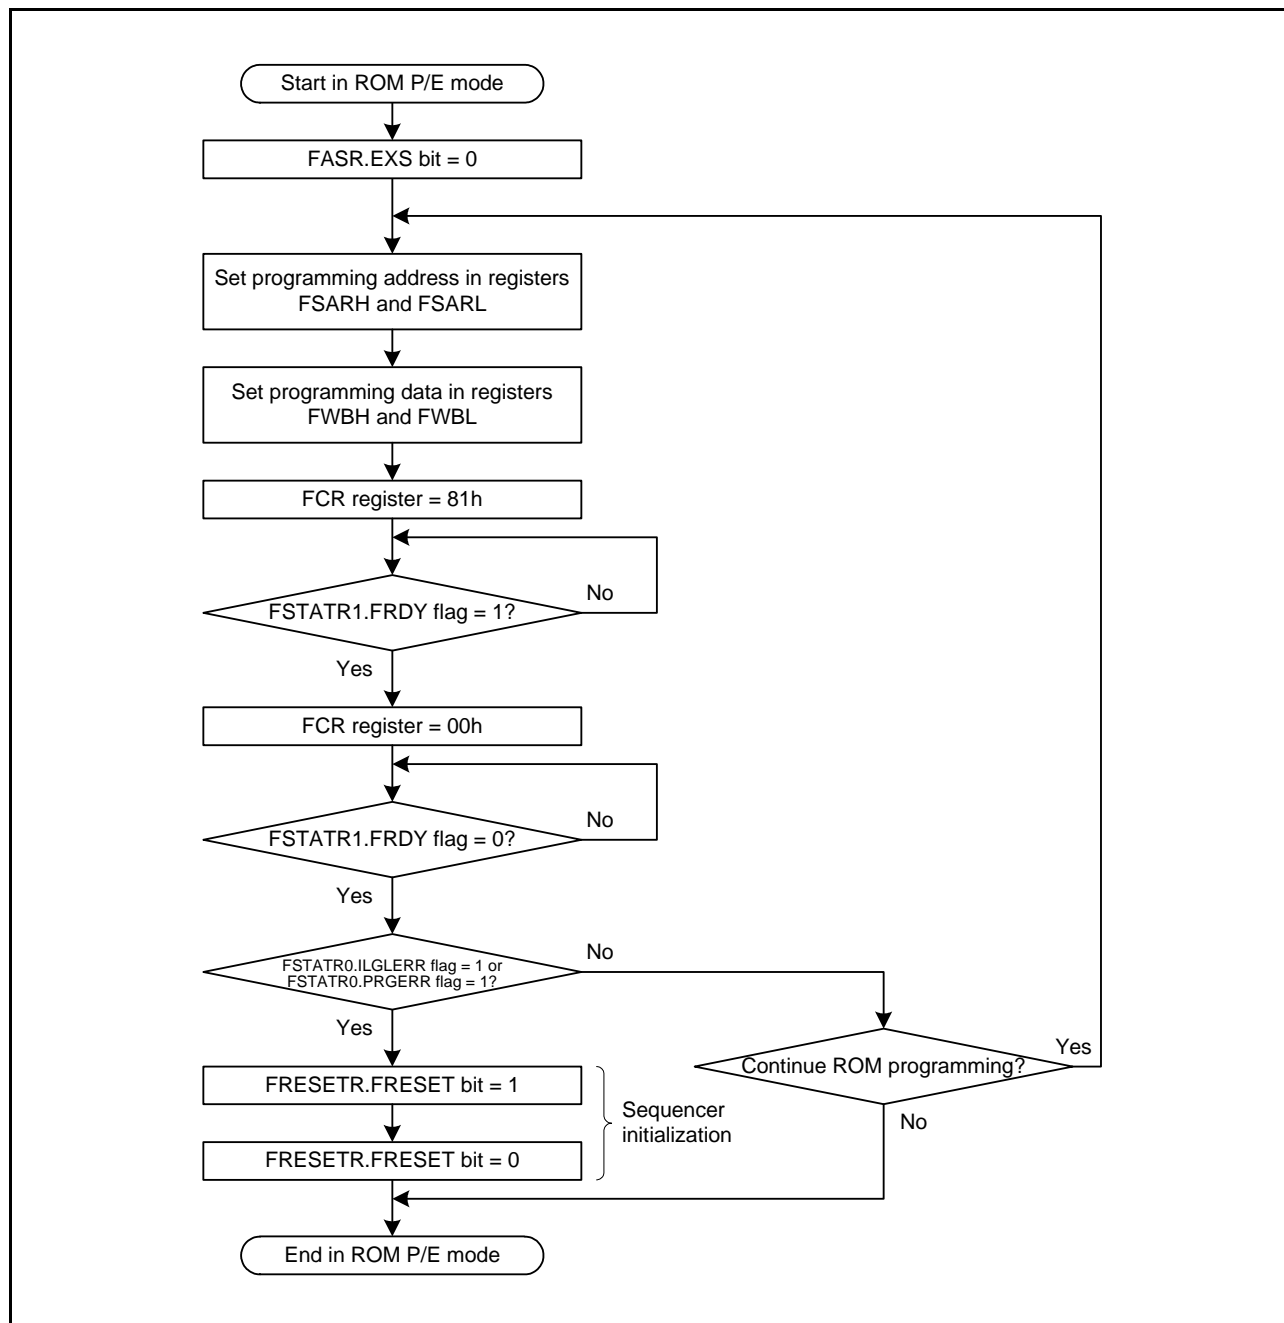 Start in ROM P/E mode
FASR.EXS bit = 0
Set programming address in registers
FSARH and FSARL
Set programming data in registers
FWBH and FWBL
FCR register = 81h
FSTATR1.FRDY flag = 1?
No
Yes
FCR register = 00h
FSTATR1.FRDY flag = 0?
No
Yes
FSTATR0.ILGLERR flag = 1 or
FSTATR0.PRGERR flag = 1?
No
Yes
Continue ROM programming?
Yes
No
FRESETR.FRESET bit = 1
FRESETR.FRESET bit = 0
Sequencer
initialization
End in ROM P/E mode